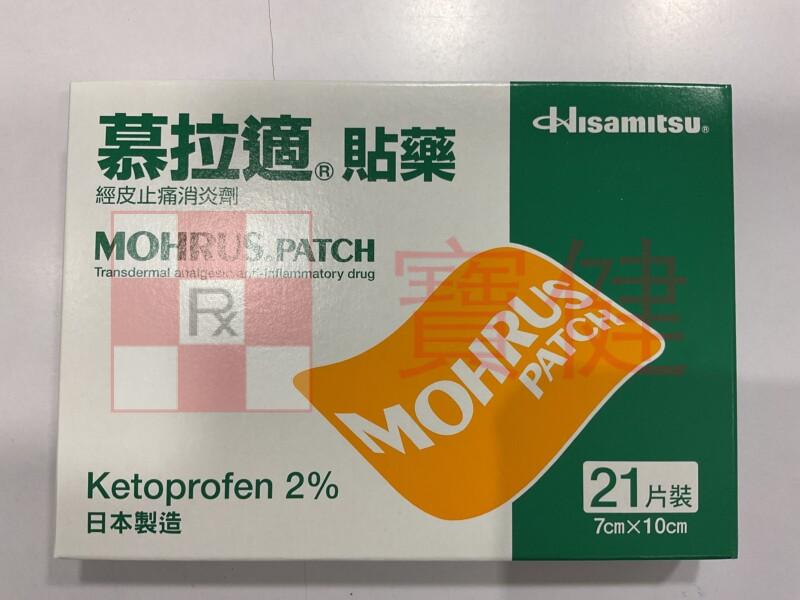 慕拉適® 貼藥
Hisamitsu®
經皮止痛消炎劑
MOHRUS® PATCH
Transdermal analgesic anti-inflammatory drug
Rx
寶健
MOHRUS
PATCH
Ketoprofen 2%
日本製造
21片裝
7cm×10cm